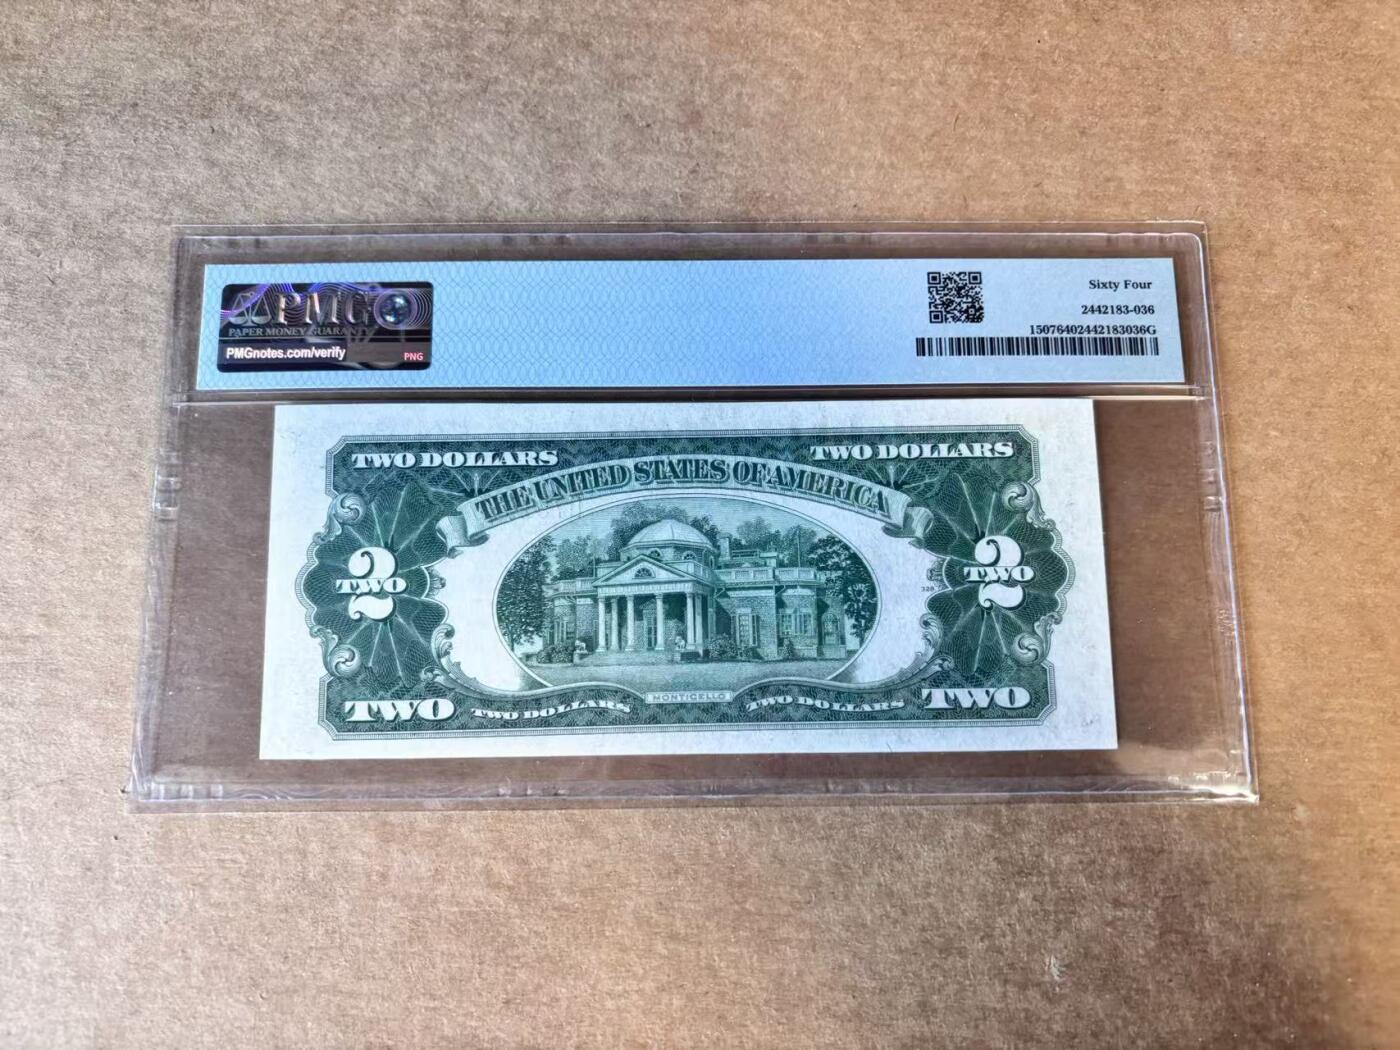 PMG
PAPER MONEY GUARANTY
PMGnotes.com/verify
PNG
Sixty Four
2442183-036
15076402442183036G
TWO DOLLARS
TWO DOLLARS
THE UNITED STATES OF AMERICA
2
TWO
2
TWO
328
MONTICELLO
TWO
TWO DOLLARS
TWO DOLLARS
TWO